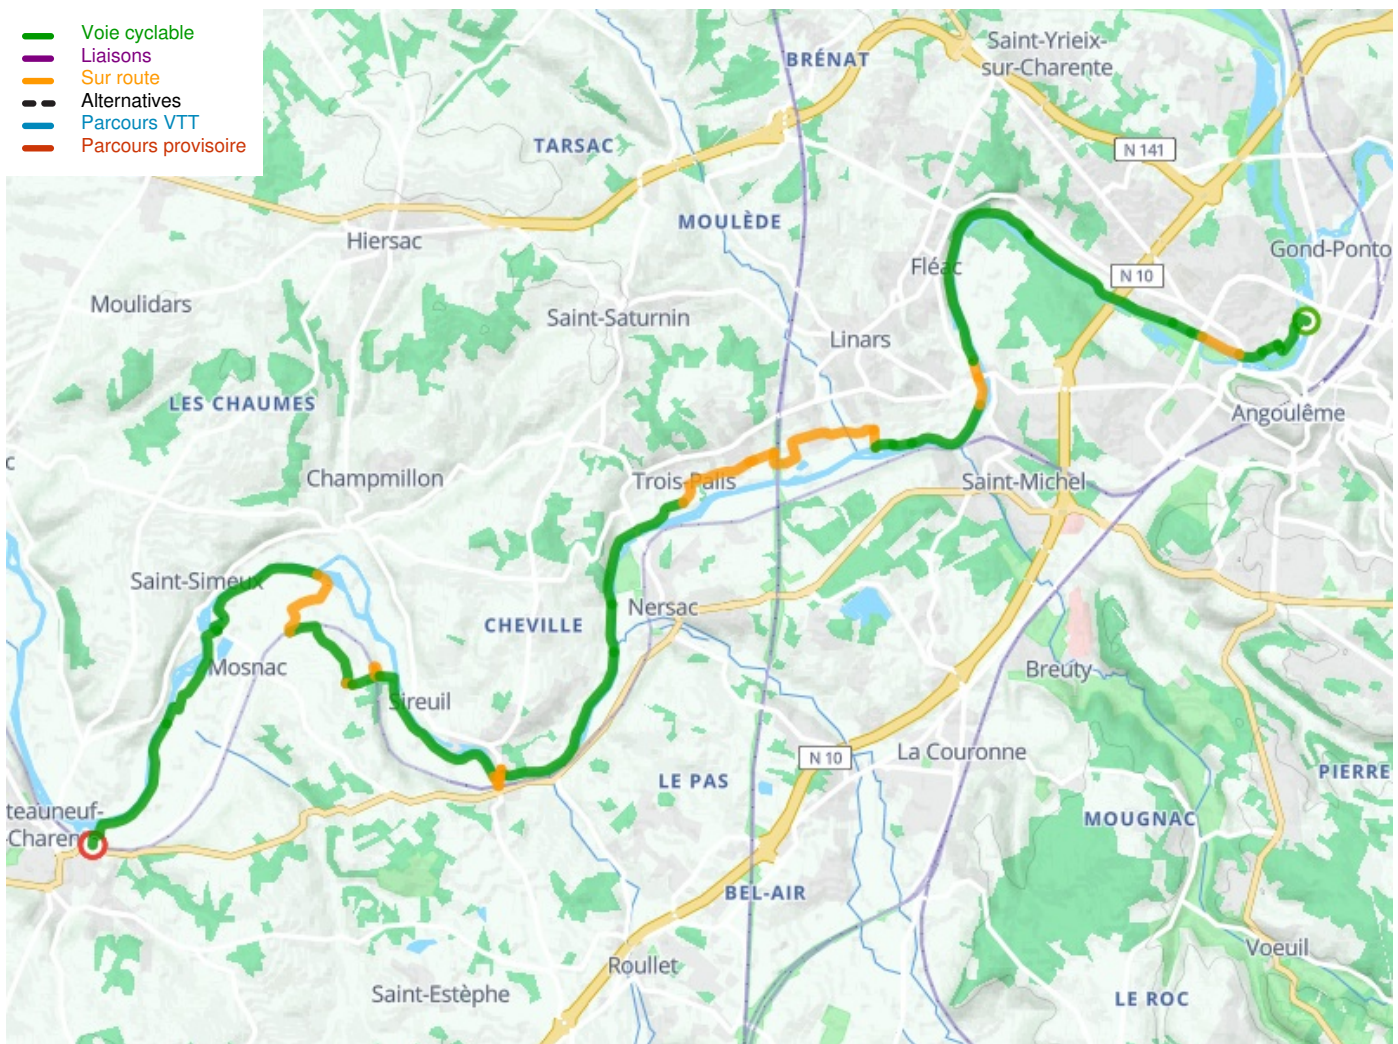 Voie cyclable
Liaisons
Sur route
Alternatives
Parcours VTT
Parcours provisoire
Saint-Yrieix-
sur-Charente
BRÉNAT
TARSAC
N 141
MOULÈDE
Hiersac
Gond-Ponto
Fléac
N 10
Moulidars
Saint-Saturnin
Linars
LES CHAUMES
Angoulême
c
Champmillon
Trois-Palis
Saint-Michel
Saint-Simeux
Nersac
CHEVILLE
Mosnac
Breuty
Sireuil
N 10
La Couronne
LE PAS
PIERRE
teauneuf-
-Charen
MOUGNAC
BEL-AIR
Voeuil
Roullet
Saint-Estèphe
LE ROC